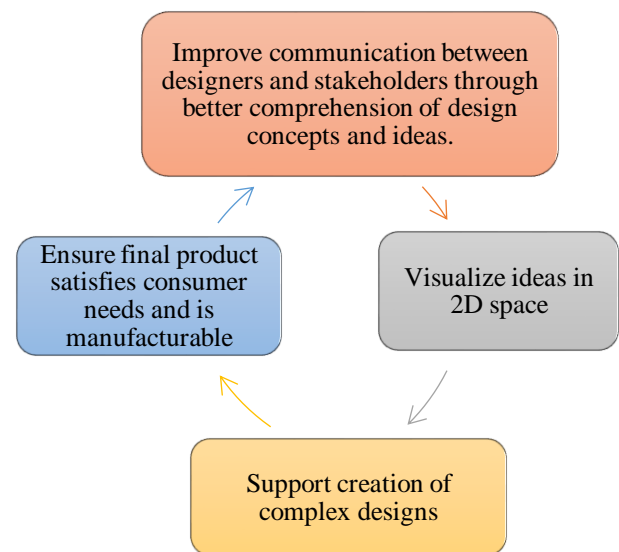 Improve communication between
designers and stakeholders through
better comprehension of design
concepts and ideas.
Visualize ideas in
2D space
Support creation of
complex designs
Ensure final product
satisfies consumer
needs and is
manufacturable